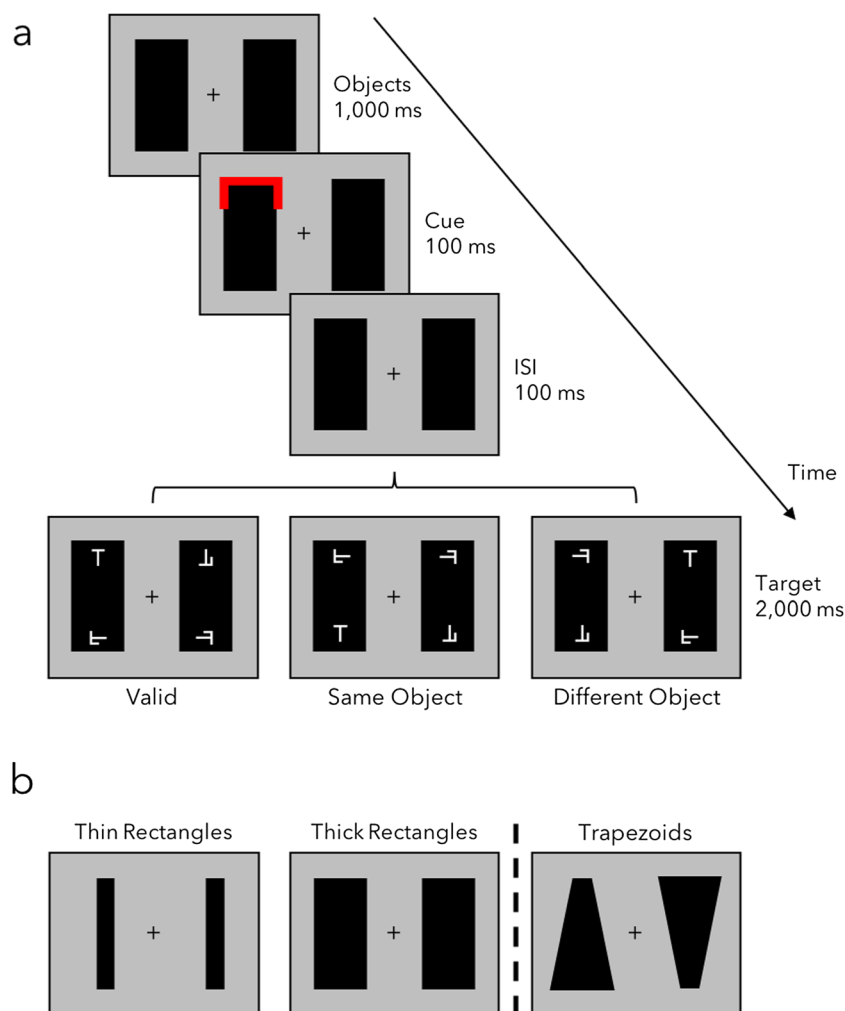 a
Objects
1,000 ms
Cue
100 ms
ISI
100 ms
Time
Target
2,000 ms
Valid
Same Object
Different Object
b
Thin Rectangles
Thick Rectangles
Trapezoids